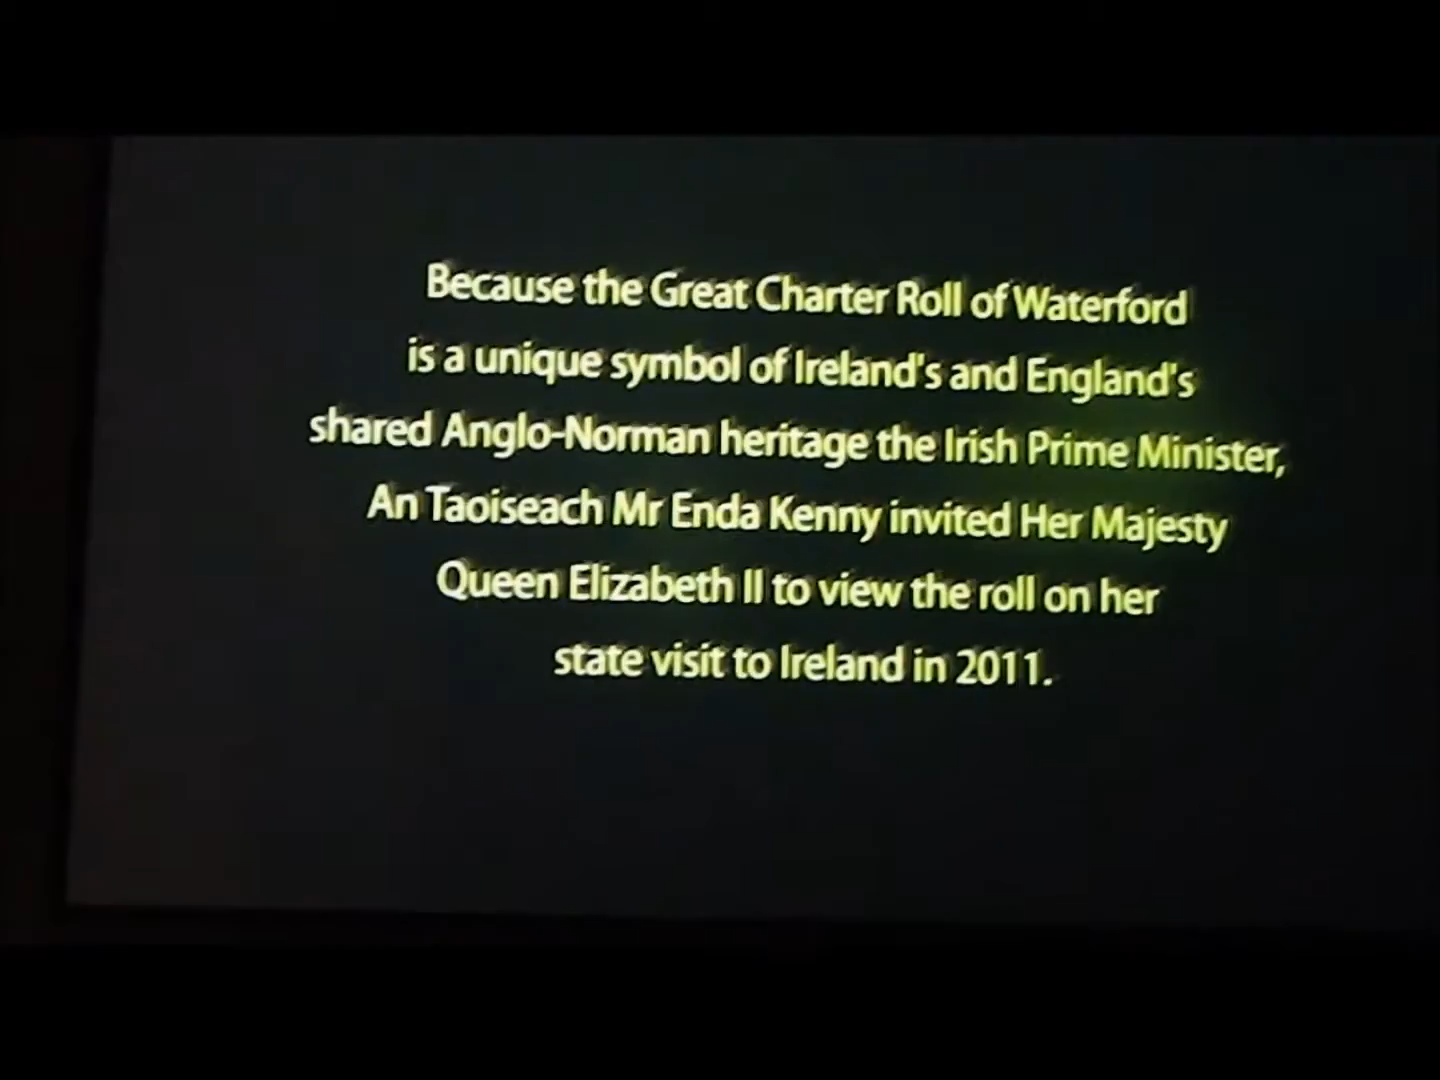 Because the Great Charter Roll of Waterford
is a unique symbol of Ireland's and England's
shared Anglo-Norman heritage the Irish Prime Minister,
An Taoiseach Mr Enda Kenny invited Her Majesty
Queen Elizabeth II to view the roll on her
state visit to Ireland in 2011.